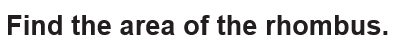 Find the area of the rhombus.